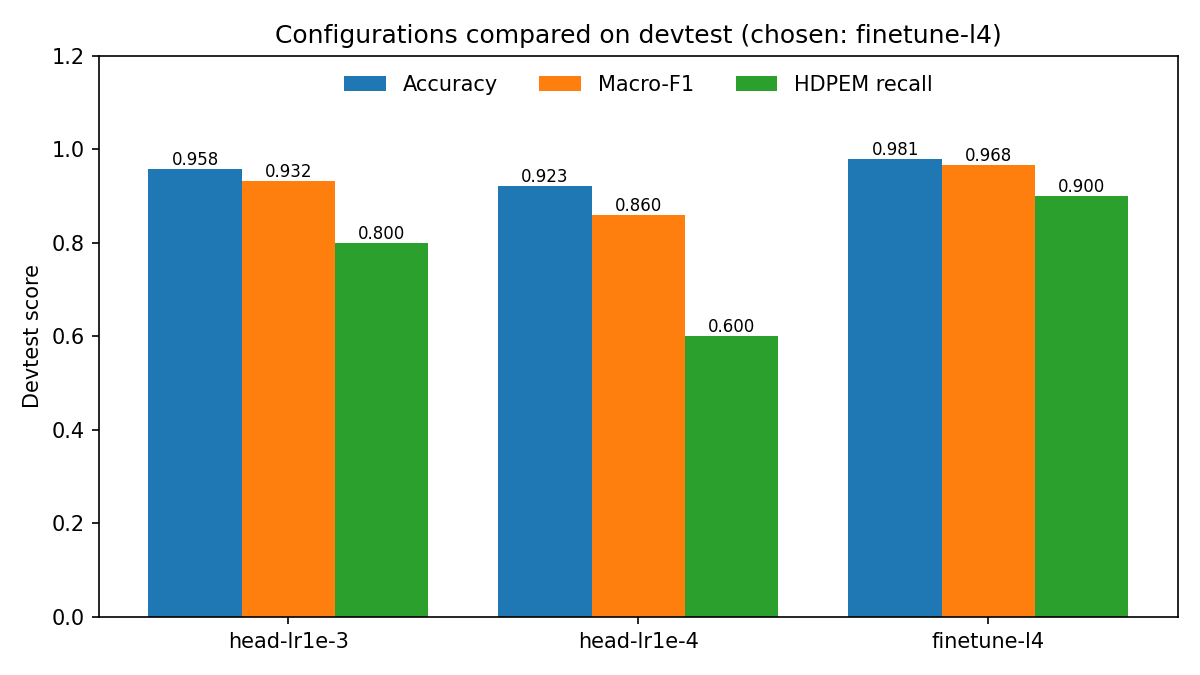 Configurations compared on devtest (chosen: finetune-l4)
Accuracy Macro-F1 HDPEM recall
Devtest score
1.2
1.0
0.8
0.6
0.4
0.2
0.0
0.958 0.932 0.800
0.923 0.860 0.600
0.981 0.968 0.900
head-lr1e-3 head-lr1e-4 finetune-l4